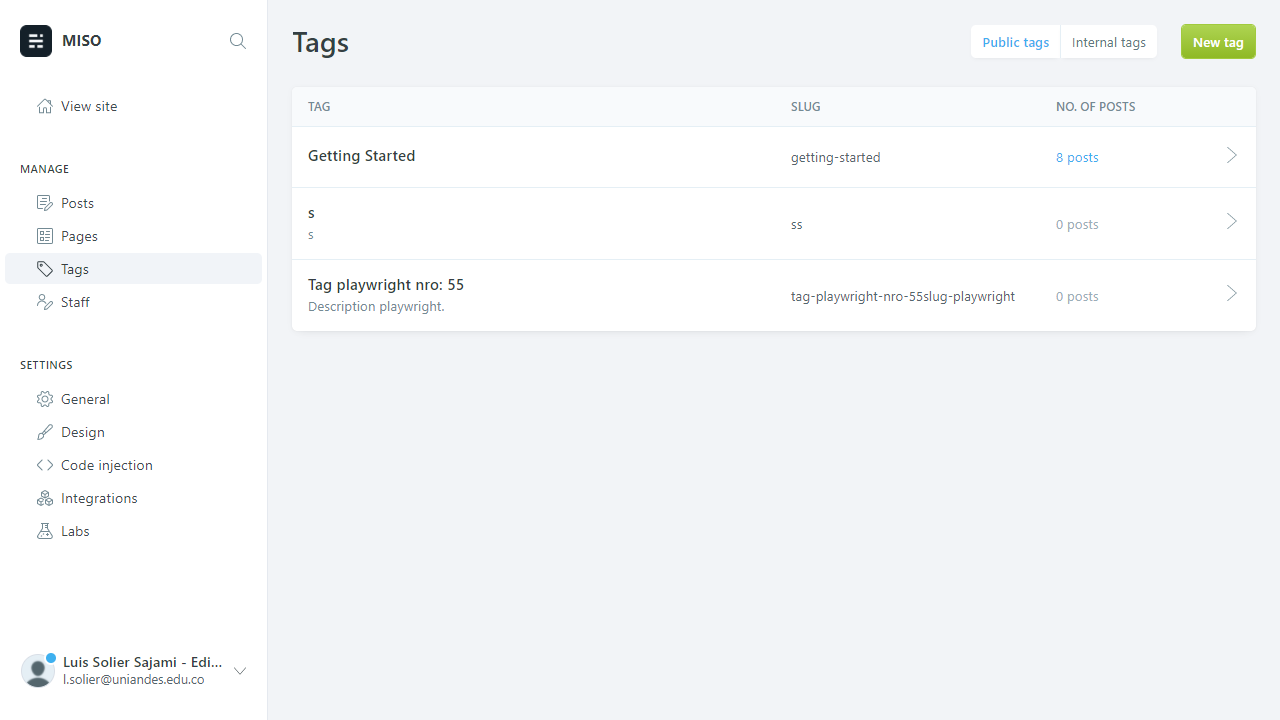 MISO
View site
MANAGE
Posts
Pages
Tags
Staff
SETTINGS
General
Design
Code injection
Integrations
Labs
Luis Solier Sajami - Edi...
l.solier@uniandes.edu.co
Tags
Public tags
Internal tags
New tag
TAG SLUG NO. OF POSTS
Getting Started getting-started 8 posts
s
s
ss 0 posts
Tag playwright nro: 55
Description playwright.
tag-playwright-nro-55slug-playwright 0 posts